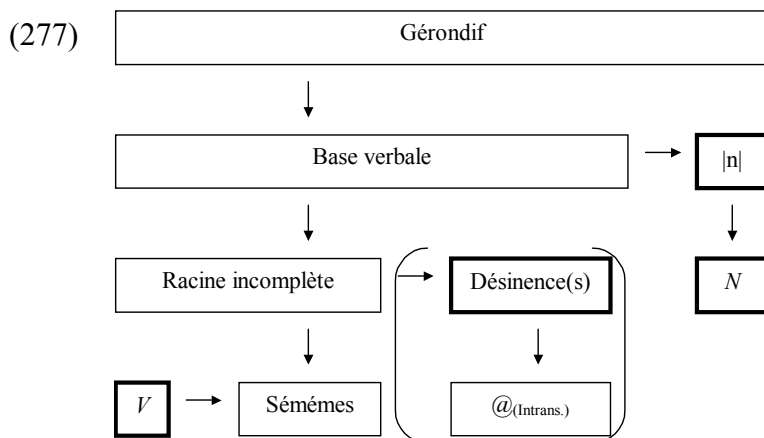 (277) Gérondif
Base verbale |n|
Racine incomplète Désinence(s) N
V Sémémes @(Intrans.)